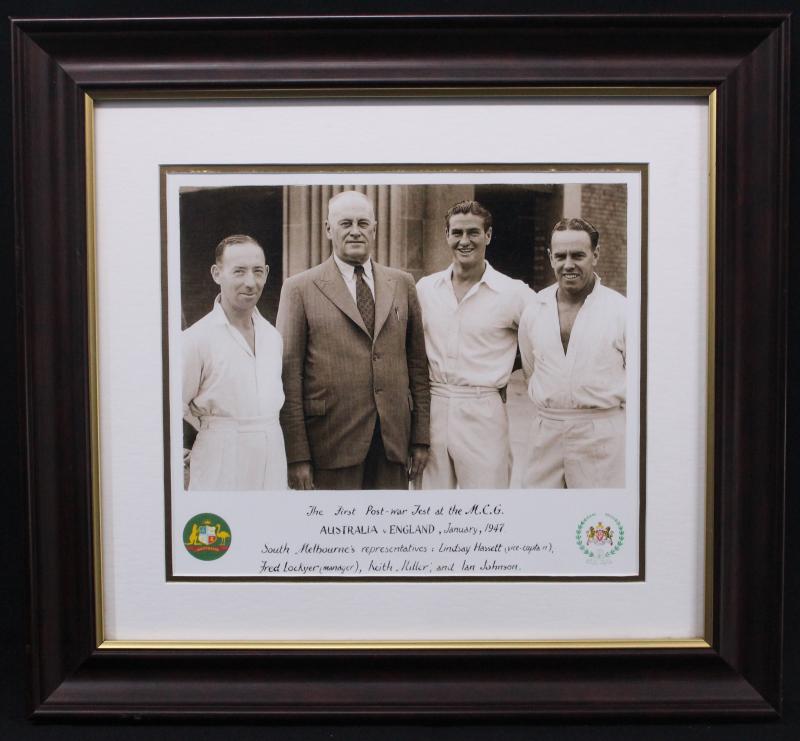 The First Post-war Test at the M.C.G.
AUSTRALIA v ENGLAND, January, 1947
South Melbourne's representatives: Lindsay Hassett (vice-captain),
Fred Lockyer (manager), Keith Miller, and Ian Johnson.